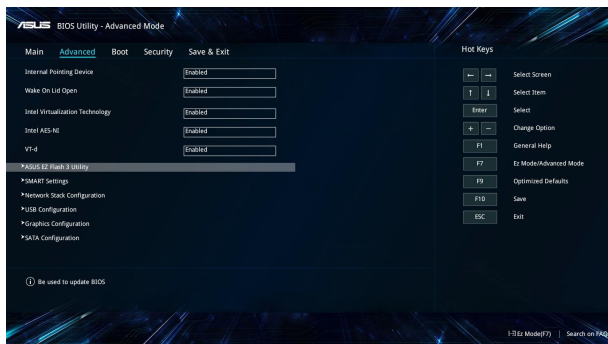 ASUS BIOS Utility - Advanced Mode
Main Advanced Boot Security Save & Exit
Internal Pointing Device Enabled
Wake On Lid Open Enabled
Intel Virtualization Technology Enabled
Intel AES-NI Enabled
VT-d Enabled
ASUS EZ Flash 3 Utility
SMART Settings
Network Stack Configuration
USB Configuration
Graphics Configuration
SATA Configuration
Be used to update BIOS
Hot Keys
← → Select Screen
↑ ↓ Select Item
Enter Select
+ − Change Option
F1 General Help
F7 Ez Mode/Advanced Mode
F9 Optimized Defaults
F10 Save
ESC Exit
Ez Mode(F7) | Search on FAQ